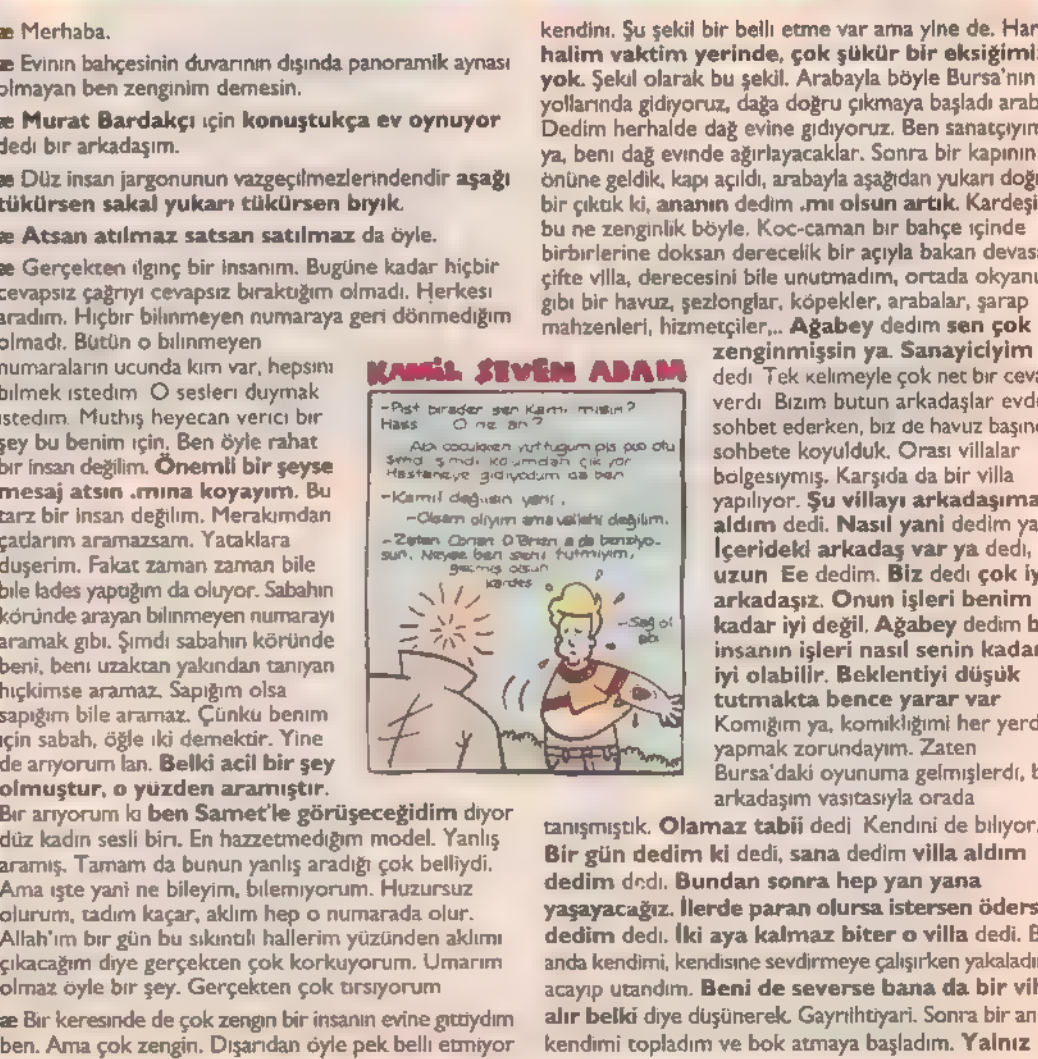 Merhaba.
Evinin bahçesinin duvarının dışında panoramik aynası
olmayan ben zenginim demesin.
Murat Bardakçı için konuştukça ev oynuyor
dedi bir arkadaşım.
Düz insan jargonunun vazgeçilmezlerindendir aşağı
tükürsen sakal yukarı tükürsen bıyık.
Atsan atılmaz satsan satılmaz da öyle.
Gerçekten ilginç bir insanım. Bugüne kadar hiçbir
cevapsız çağrıyı cevapsız bıraktığım olmadı. Herkesi
aradım. Hiçbir bilinmeyen numaraya geri dönmediğim
olmadı. Bütün o bilinmeyen
numaraların ucunda kim var, hepsini
bilmek istedim O sesleri duymak
istedim. Müthiş heyecan verici bir
şey bu benim için. Ben öyle rahat
bir insan değilim. Önemli bir şeyse
mesaj atsın .mına koyayım. Bu
tarz bir insan değilim. Merakımdan
çatlarım aramazsam. Yataklara
düşerim. Fakat zaman zaman bile
bile lades yaptığım da oluyor. Sabahın
köründe arayan bilinmeyen numarayı
aramak gibi. Şimdi sabahın köründe
beni, beni uzaktan yakından tanıyan
hiçkimse aramaz. Sapığım olsa
sapığım bile aramaz. Çünkü benim
için sabah, öğle iki demektir. Yine
de arıyorum lan. Belki acil bir şey
olmuştur, o yüzden aramıştır.
Bir arıyorum ki ben Samet'le görüşeceğidim diyor
düz kadın sesli biri. En hazzetmediğim model. Yanlış
aramış. Tamam da bunun yanlış aradığı çok belliydi.
Ama işte yani ne bileyim, bilemiyorum. Huzursuz
olurum, tadım kaçar, aklım hep o numarada olur.
Allah'ım bir gün bu sıkıntılı hallerim yüzünden aklımı
çıkacağım diye gerçekten çok korkuyorum. Umarım
olmaz öyle bir şey. Gerçekten çok tırsıyorum
Bir keresinde de çok zengin bir insanın evine gittiydim
ben. Ama çok zengin. Dışarıdan öyle pek belli etmiyor
KAMİL SEVEN ADAM
-Pist birader sen Kamil misin?
Hass O ne an?
Abi çocukken yuttuğum pis otu
şimdi şimdi kolumdan çıkıyor
Hastaneye gidiyodum da ben
-Kamil değilsin yani.
-Olsam oliyim ama vallahi değilim.
-Zaten Conan O'Brien a da benziyo-
sun. Neyse ben seni tutmıyım,
geçmiş olsun
kardeş
-Sağ ol
abi
kendini. Şu şekil bir belli etme var ama yine de.
halim vaktim yerinde, çok şükür bir eksiğimiz
yok. Şekil olarak bu şekil. Arabayla böyle Bursa'nın
yollarında gidiyoruz, dağa doğru çıkmaya başladı
Dedim herhalde dağ evine gidiyoruz. Ben sanatçıyım
ya, beni dağ evinde ağırlayacaklar. Sonra bir kapının
önüne geldik, kapı açıldı, arabayla aşağıdan yukarı
bir çıktık ki, ananın dedim .mı olsun artık.
bu ne zenginlik böyle. Koc-caman bir bahçe içinde
birbirlerine doksan derecelik bir açıyla bakan
çifte villa, derecesini bile unutmadım, ortada
gibi bir havuz, şezlonglar, köpekler, arabalar, şarap
mahzenleri, hizmetçiler,.. Ağabey dedim sen çok
zenginmişsin ya. Sanayiciyim
dedi Tek kelimeyle çok net bir
verdi Bizim bütün arkadaşlar
sohbet ederken, biz de havuz
sohbete koyulduk. Orası villalar
bölgesiymiş. Karşıda da bir villa
yapılıyor. Şu villayı arkadaşıma
aldım dedi. Nasıl yani dedim ya
İçerideki arkadaş var ya dedi,
uzun Ee dedim. Biz dedi çok
arkadaşız. Onun işleri benim
kadar iyi değil. Ağabey dedim
insanın işleri nasıl senin kadar
iyi olabilir. Beklentiyi düşük
tutmakta bence yarar var
Komiğim ya, komikliğimi her
yapmak zorundayım. Zaten
Bursa'daki oyunuma gelmişlerdi,
arkadaşım vasıtasıyla orada
tanışmıştık. Olamaz tabii dedi Kendini de biliyor.
Bir gün dedim ki dedi, sana dedim villa aldım
dedim dedi. Bundan sonra hep yan yana
yaşayacağız. İlerde paran olursa istersen
dedim dedi. İki aya kalmaz biter o villa dedi.
anda kendimi, kendisine sevdirmeye çalışırken
acayip utandım. Beni de severse bana da bir
alır belki diye düşünerek. Gayriihtiyari. Sonra bir
kendimi topladım ve bok atmaya başladım. Yalnız